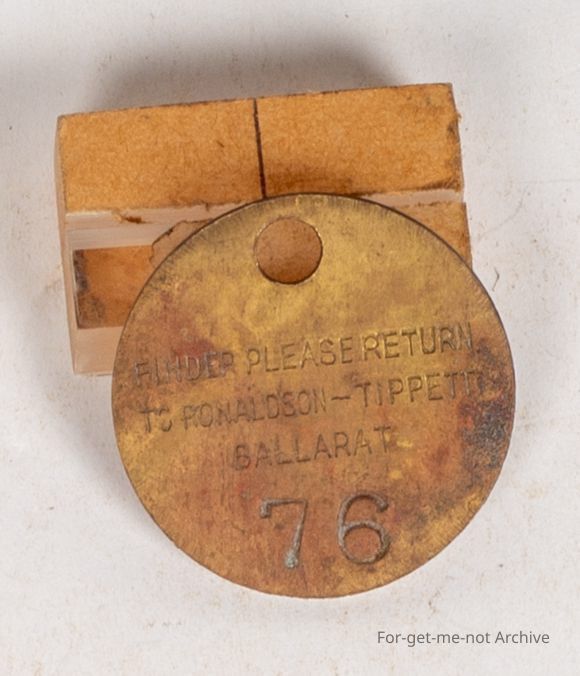 FINDER PLEASE RETURN
TO RONALDSON - TIPPETT
BALLARAT
76
For-get-me-not Archive